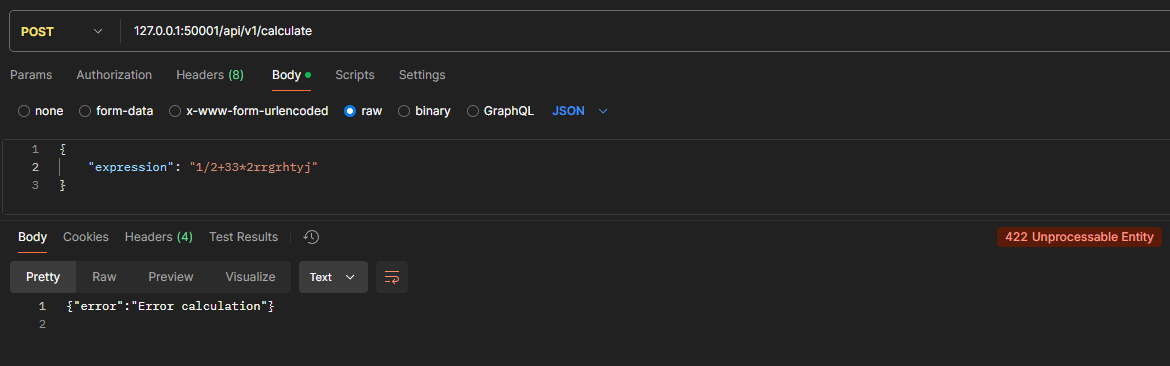 POST 127.0.0.1:50001/api/v1/calculate
Params Authorization Headers (8) Body Scripts Settings
none form-data x-www-form-urlencoded raw binary GraphQL JSON
1 {
2 "expression": "1/2+33*2rrgrhtyj"
3 }
Body Cookies Headers (4) Test Results 422 Unprocessable Entity
Pretty Raw Preview Visualize Text
1 {"error":"Error calculation"}
2